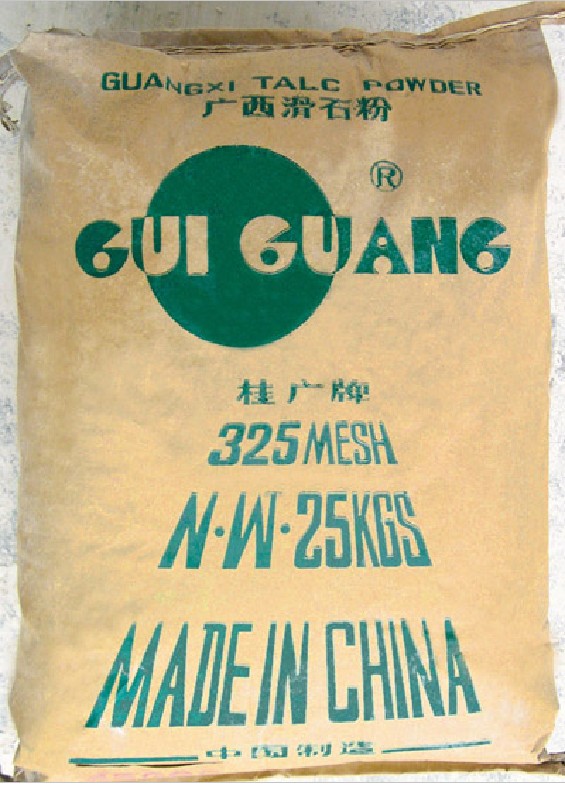 GUANGXI TALC POWDER
广西滑石粉
®
GUI GUANG
桂广牌
325MESH
N·W·25KGS
MADE IN CHINA
中国制造